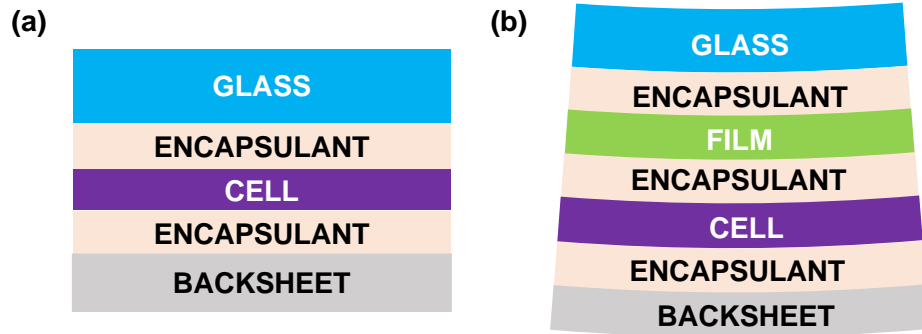 (a)
GLASS
ENCAPSULANT
CELL
ENCAPSULANT
BACKSHEET
(b)
GLASS
ENCAPSULANT
FILM
ENCAPSULANT
CELL
ENCAPSULANT
BACKSHEET